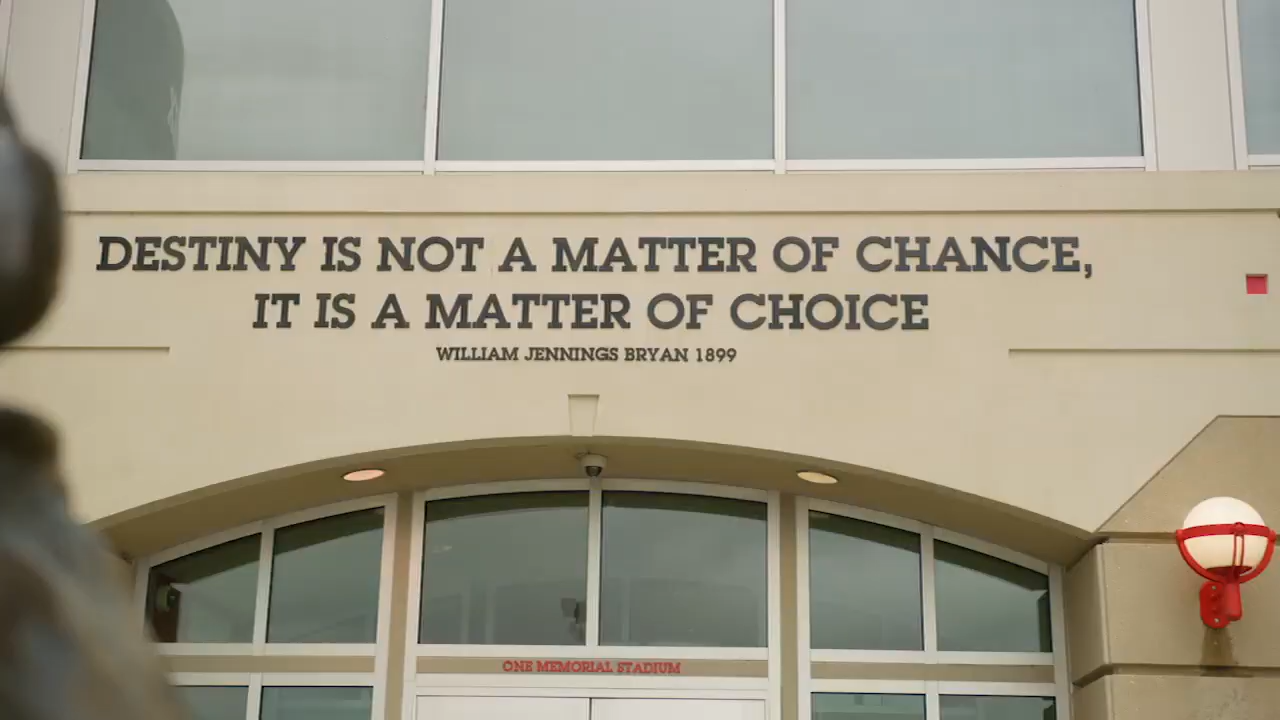 DESTINY IS NOT A MATTER OF CHANCE,
IT IS A MATTER OF CHOICE
WILLIAM JENNINGS BRYAN 1899
ONE MEMORIAL STADIUM